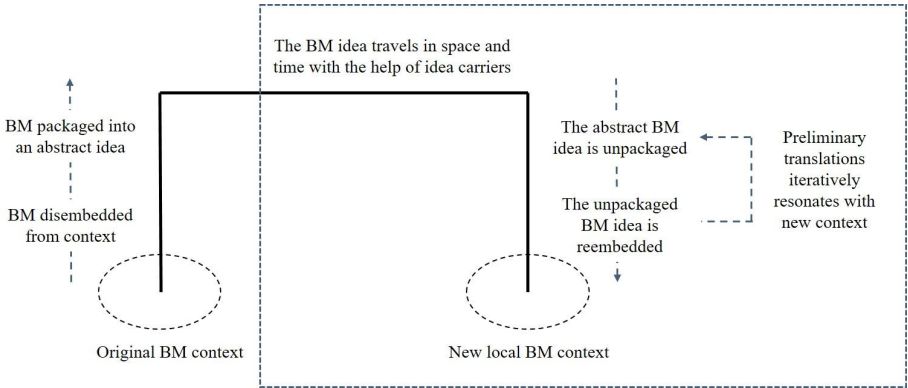 The BM idea travels in space and
time with the help of idea carriers
BM packaged into
an abstract idea
BM disembedded
from context
Original BM context
The abstract BM
idea is unpackaged
The unpackaged
BM idea is
reembedded
Preliminary
translations
iteratively
resonates with
new context
New local BM context